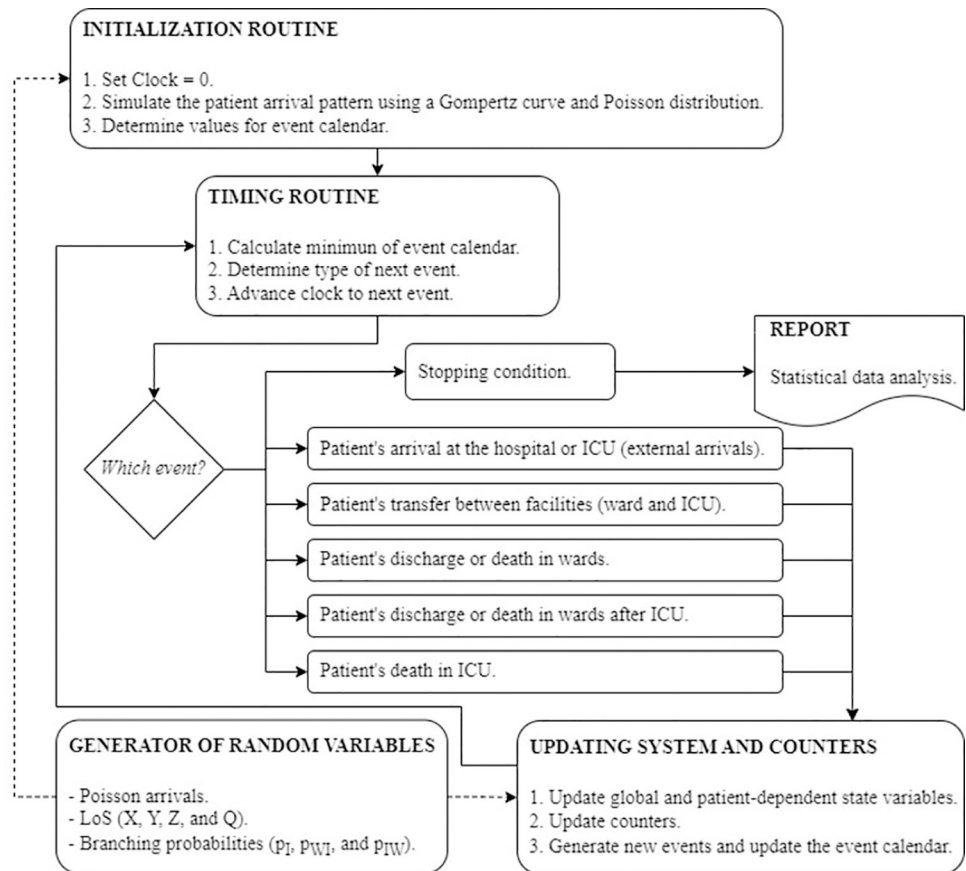 INITIALIZATION ROUTINE
1. Set Clock = 0.
2. Simulate the patient arrival pattern using a Gompertz curve and Poisson distribution.
3. Determine values for event calendar.
TIMING ROUTINE
1. Calculate minimun of event calendar.
2. Determine type of next event.
3. Advance clock to next event.
REPORT
Statistical data analysis.
Stopping condition.
Which event?
Patient's arrival at the hospital or ICU (external arrivals).
Patient's transfer between facilities (ward and ICU).
Patient's discharge or death in wards.
Patient's discharge or death in wards after ICU.
Patient's death in ICU.
GENERATOR OF RANDOM VARIABLES
- Poisson arrivals.
- LoS (X, Y, Z, and Q).
- Branching probabilities (pI, pWI, and pIW).
UPDATING SYSTEM AND COUNTERS
1. Update global and patient-dependent state variables.
2. Update counters.
3. Generate new events and update the event calendar.